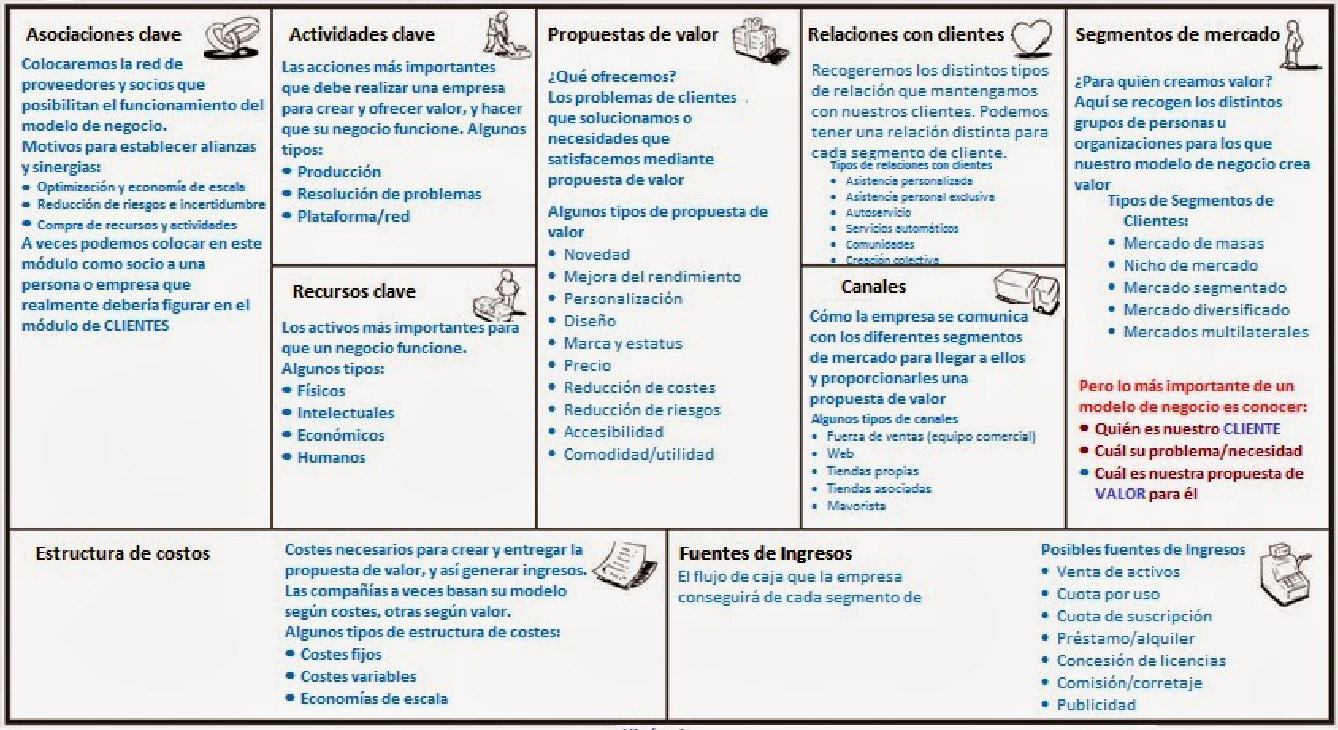 Asociaciones clave
Colocaremos la red de
proveedores y socios que
posibilitan el funcionamiento del
modelo de negocio.
Motivos para establecer alianzas
y sinergias:
• Optimización y economía de escala
• Reducción de riesgos e incertidumbre
• Compra de recursos y actividades
A veces podemos colocar en este
módulo como socio a una
persona o empresa que
realmente debería figurar en el
módulo de CLIENTES
Actividades clave
Las acciones más importantes
que debe realizar una empresa
para crear y ofrecer valor, y hacer
que su negocio funcione. Algunos
tipos:
• Producción
• Resolución de problemas
• Plataforma/red
Recursos clave
Los activos más importantes para
que un negocio funcione.
Algunos tipos:
• Físicos
• Intelectuales
• Económicos
• Humanos
Propuestas de valor
¿Qué ofrecemos?
Los problemas de clientes .
que solucionamos o
necesidades que
satisfacemos mediante
propuesta de valor
Algunos tipos de propuesta de
valor
• Novedad
• Mejora del rendimiento
• Personalización
• Diseño
• Marca y estatus
• Precio
• Reducción de costes
• Reducción de riesgos
• Accesibilidad
• Comodidad/utilidad
Relaciones con clientes
Recogeremos los distintos tipos
de relación que mantengamos
con nuestros clientes. Podemos
tener una relación distinta para
cada segmento de cliente.
Tipos de relaciones con clientes
• Asistencia personalizada
• Asistencia personal exclusiva
• Autoservicio
• Servicios automáticos
• Comunidades
• Creación colectiva
Canales
Cómo la empresa se comunica
con los diferentes segmentos
de mercado para llegar a ellos
y proporcionarles una
propuesta de valor
Algunos tipos de canales
• Fuerza de ventas (equipo comercial)
• Web
• Tiendas propias
• Tiendas asociadas
• Mayorista
Segmentos de mercado
¿Para quién creamos valor?
Aquí se recogen los distintos
grupos de personas u
organizaciones para los que
nuestro modelo de negocio crea
valor
Tipos de Segmentos de
Clientes:
• Mercado de masas
• Nicho de mercado
• Mercado segmentado
• Mercado diversificado
• Mercados multilaterales
Pero lo más importante de un
modelo de negocio es conocer:
• Quién es nuestro CLIENTE
• Cuál su problema/necesidad
• Cuál es nuestra propuesta de
VALOR para él
Estructura de costos
Costes necesarios para crear y entregar la
propuesta de valor, y así generar ingresos.
Las compañías a veces basan su modelo
según costes, otras según valor.
Algunos tipos de estructura de costes:
• Costes fijos
• Costes variables
• Economías de escala
Fuentes de Ingresos
El flujo de caja que la empresa
conseguirá de cada segmento de
Posibles fuentes de Ingresos
• Venta de activos
• Cuota por uso
• Cuota de suscripción
• Préstamo/alquiler
• Concesión de licencias
• Comisión/corretaje
• Publicidad